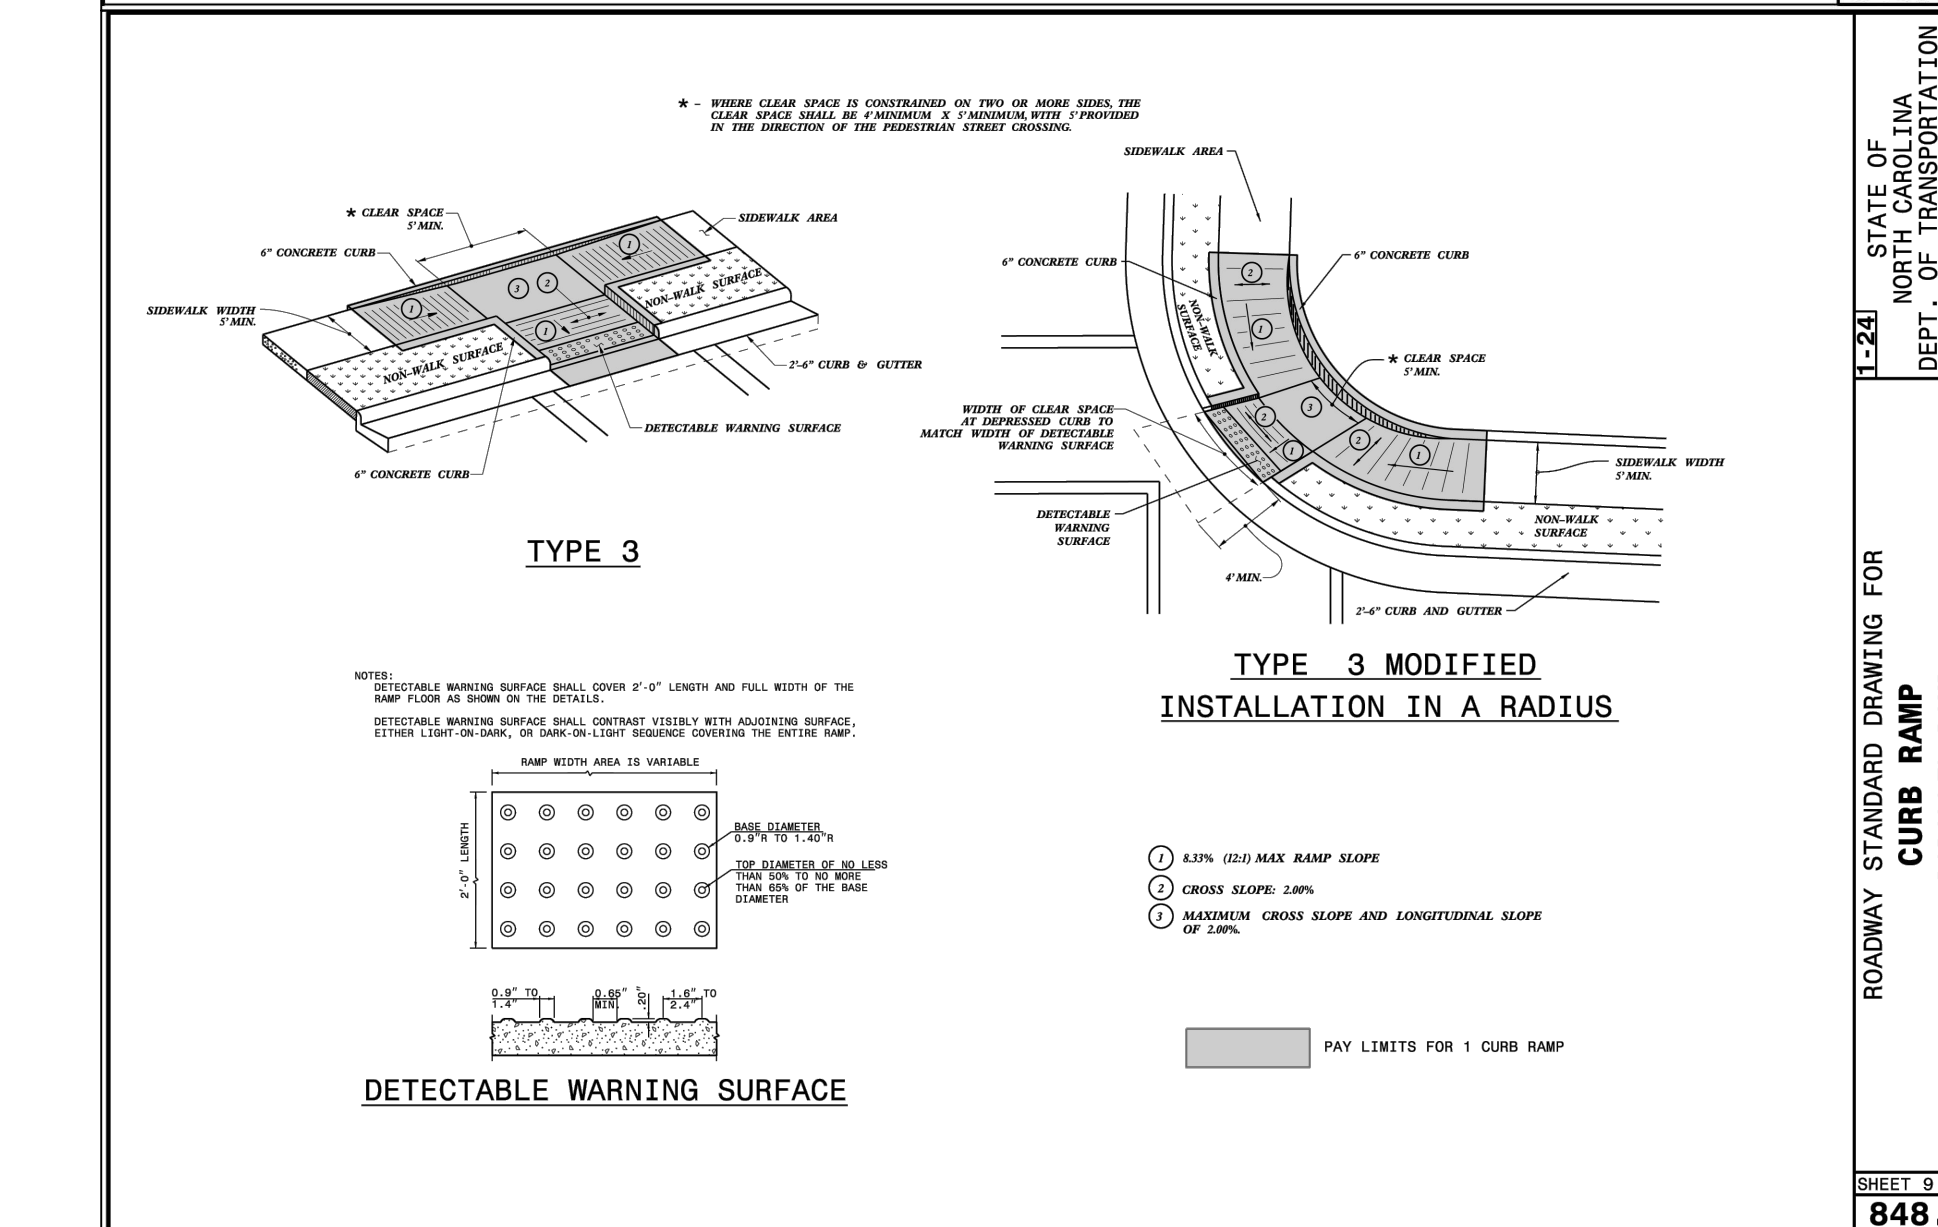 * – WHERE CLEAR SPACE IS CONSTRAINED ON TWO OR MORE SIDES, THE
CLEAR SPACE SHALL BE 4' MINIMUM X 5' MINIMUM, WITH 5' PROVIDED
IN THE DIRECTION OF THE PEDESTRIAN STREET CROSSING.
* CLEAR SPACE
5' MIN.
SIDEWALK AREA
6" CONCRETE CURB
SIDEWALK WIDTH
5' MIN.
1
3
2
1
1
NON–WALK SURFACE
NON–WALK SURFACE
2'–6" CURB & GUTTER
DETECTABLE WARNING SURFACE
6" CONCRETE CURB
TYPE 3
SIDEWALK AREA
6" CONCRETE CURB
6" CONCRETE CURB
2
1
NON–WALK
SURFACE
* CLEAR SPACE
5' MIN.
WIDTH OF CLEAR SPACE
AT DEPRESSED CURB TO
MATCH WIDTH OF DETECTABLE
WARNING SURFACE
2
3
1
2
1
SIDEWALK WIDTH
5' MIN.
DETECTABLE
WARNING
SURFACE
NON–WALK
SURFACE
4' MIN.
2'–6" CURB AND GUTTER
TYPE 3 MODIFIED
INSTALLATION IN A RADIUS
NOTES:
DETECTABLE WARNING SURFACE SHALL COVER 2'-0" LENGTH AND FULL WIDTH OF THE
RAMP FLOOR AS SHOWN ON THE DETAILS.
DETECTABLE WARNING SURFACE SHALL CONTRAST VISIBLY WITH ADJOINING SURFACE,
EITHER LIGHT-ON-DARK, OR DARK-ON-LIGHT SEQUENCE COVERING THE ENTIRE RAMP.
RAMP WIDTH AREA IS VARIABLE
2'-0" LENGTH
BASE DIAMETER
0.9"R TO 1.40"R
TOP DIAMETER OF NO LESS
THAN 50% TO NO MORE
THAN 65% OF THE BASE
DIAMETER
0.9" TO
1.4"
0.65"
MIN.
.20"
1.6" TO
2.4"
DETECTABLE WARNING SURFACE
1 8.33% (12:1) MAX RAMP SLOPE
2 CROSS SLOPE: 2.00%
3 MAXIMUM CROSS SLOPE AND LONGITUDINAL SLOPE
OF 2.00%.
PAY LIMITS FOR 1 CURB RAMP
1-24
STATE OF
NORTH CAROLINA
DEPT. OF TRANSPORTATION
ROADWAY STANDARD DRAWING FOR
CURB RAMP
SHEET 9
848